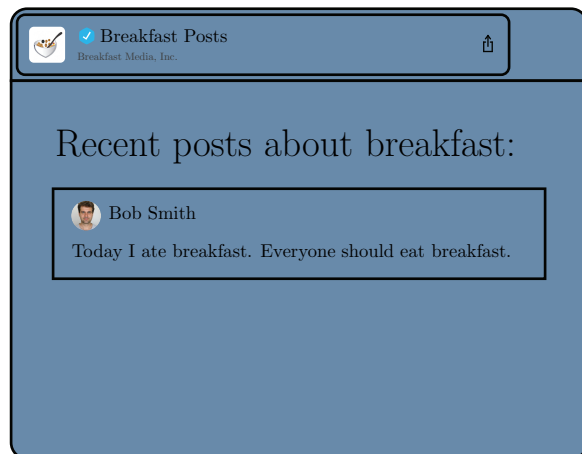 Breakfast Posts
Breakfast Media, Inc.
Recent posts about breakfast:
Bob Smith
Today I ate breakfast. Everyone should eat breakfast.